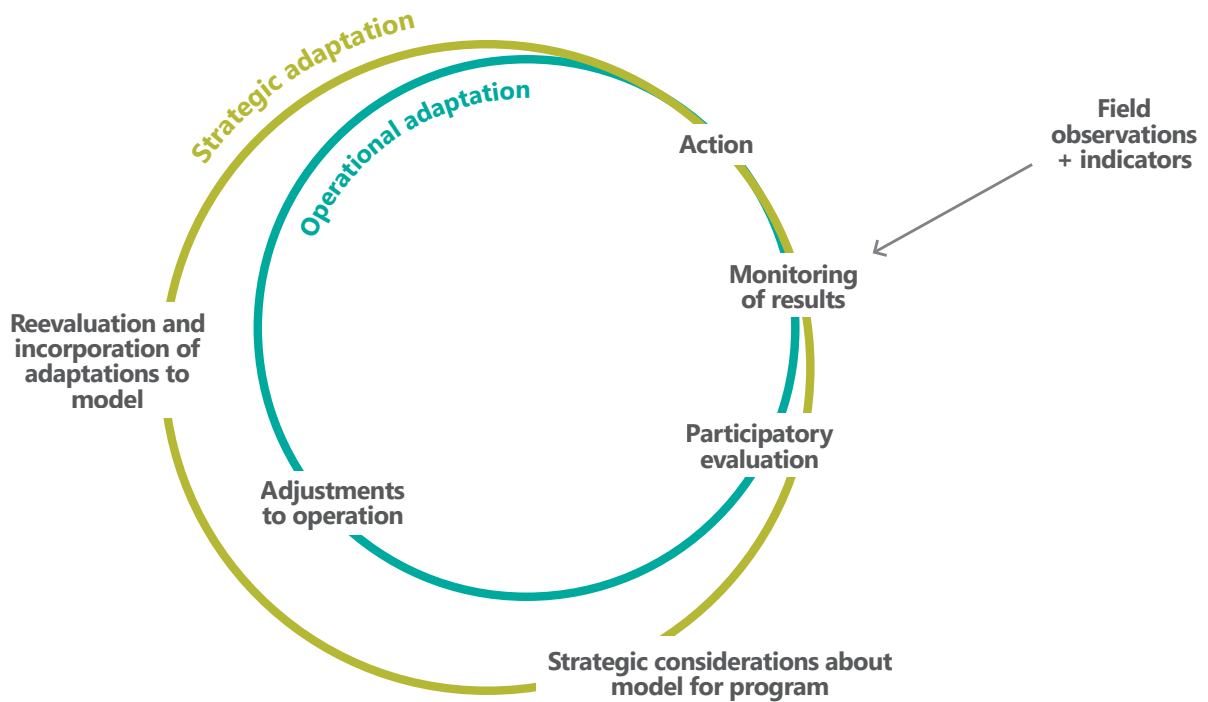 Strategic adaptation
Operational adaptation
Action
Field
observations
+ indicators
Monitoring
of results
Reevaluation and
incorporation of
adaptations to
model
Participatory
evaluation
Adjustments
to operation
Strategic considerations about
model for program